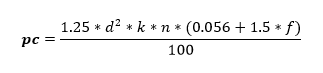 pc = 1.25 * d² * k * n * (0.056 + 1.5 * f)
100